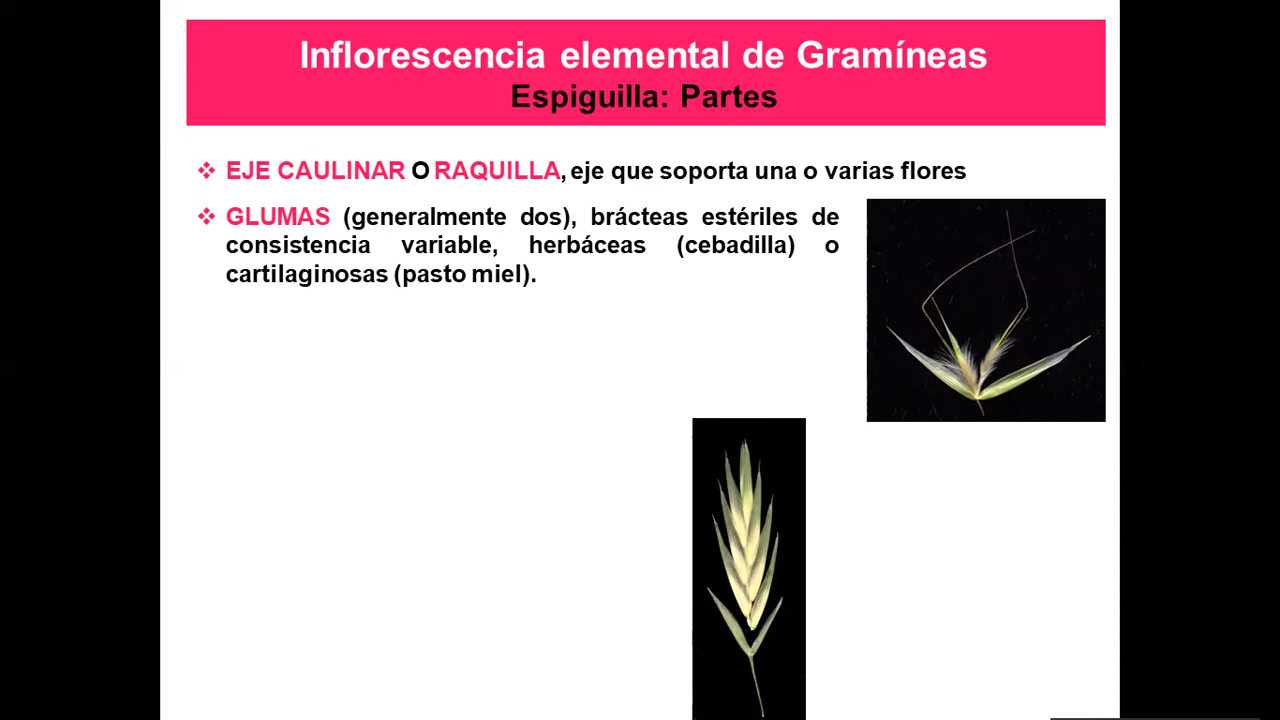 Inflorescencia elemental de Gramíneas
Espiguilla: Partes
❖ EJE CAULINAR O RAQUILLA, eje que soporta una o varias flores
❖ GLUMAS (generalmente dos), brácteas estériles de
consistencia variable, herbáceas (cebadilla) o
cartilaginosas (pasto miel).